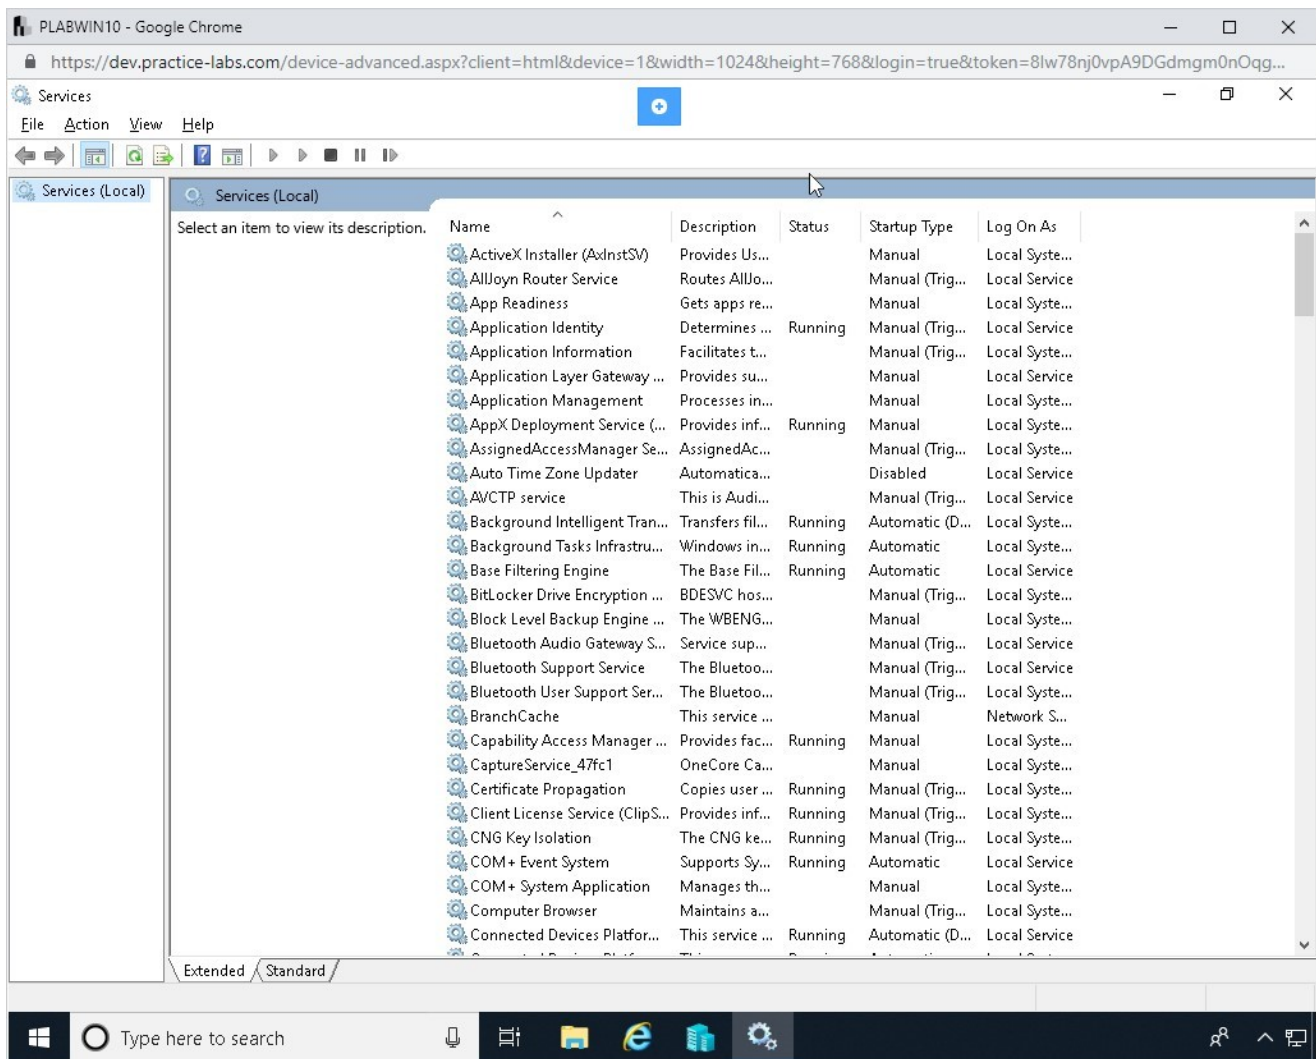 PLABWIN10 - Google Chrome
https://dev.practice-labs.com/device-advanced.aspx?client=html&device=1&width=1024&height=768&login=true&token=8lw78nj0vpA9DGdmgm0nOqg...
Services
File Action View Help
Services (Local)
Services (Local)
Select an item to view its description.
Name Description Status Startup Type Log On As
ActiveX Installer (AxInstSV) Provides Us... Manual Local Syste...
AllJoyn Router Service Routes AllJo... Manual (Trig... Local Service
App Readiness Gets apps re... Manual Local Syste...
Application Identity Determines ... Running Manual (Trig... Local Service
Application Information Facilitates t... Manual (Trig... Local Syste...
Application Layer Gateway ... Provides su... Manual Local Service
Application Management Processes in... Manual Local Syste...
AppX Deployment Service (... Provides inf... Running Manual Local Syste...
AssignedAccessManager Se... AssignedAc... Manual (Trig... Local Syste...
Auto Time Zone Updater Automatica... Disabled Local Service
AVCTP service This is Audi... Manual (Trig... Local Service
Background Intelligent Tran... Transfers fil... Running Automatic (D... Local Syste...
Background Tasks Infrastru... Windows in... Running Automatic Local Syste...
Base Filtering Engine The Base Fil... Running Automatic Local Service
BitLocker Drive Encryption ... BDESVC hos... Manual (Trig... Local Syste...
Block Level Backup Engine ... The WBENG... Manual Local Syste...
Bluetooth Audio Gateway S... Service sup... Manual (Trig... Local Service
Bluetooth Support Service The Bluetoo... Manual (Trig... Local Service
Bluetooth User Support Ser... The Bluetoo... Manual (Trig... Local Syste...
BranchCache This service ... Manual Network S...
Capability Access Manager ... Provides fac... Running Manual Local Syste...
CaptureService_47fc1 OneCore Ca... Manual Local Syste...
Certificate Propagation Copies user ... Running Manual (Trig... Local Syste...
Client License Service (ClipS... Provides inf... Running Manual (Trig... Local Syste...
CNG Key Isolation The CNG ke... Running Manual (Trig... Local Syste...
COM+ Event System Supports Sy... Running Automatic Local Service
COM+ System Application Manages th... Manual Local Syste...
Computer Browser Maintains a... Manual (Trig... Local Syste...
Connected Devices Platfor... This service ... Running Automatic (D... Local Service
Extended Standard
Type here to search